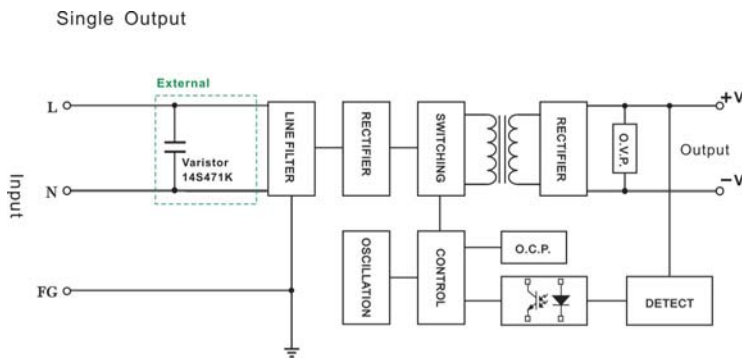 Single Output
External
L
Varistor
14S471K
N
Input
FG
LINE FILTER
RECTIFIER
SWITCHING
RECTIFIER
O.V.P.
+V
Output
-V
OSCILLATION
CONTROL
O.C.P.
DETECT